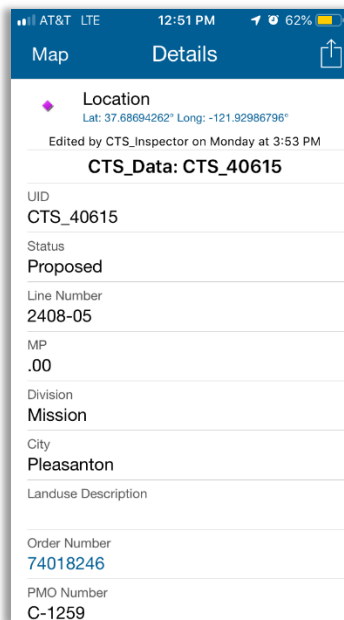 AT&T LTE 12:51 PM 62%
Map Details
Location
Lat: 37.68694262° Long: -121.92986796°
Edited by CTS_Inspector on Monday at 3:53 PM
CTS_Data: CTS_40615
UID
CTS_40615
Status
Proposed
Line Number
2408-05
MP
.00
Division
Mission
City
Pleasanton
Landuse Description
Order Number
74018246
PMO Number
C-1259